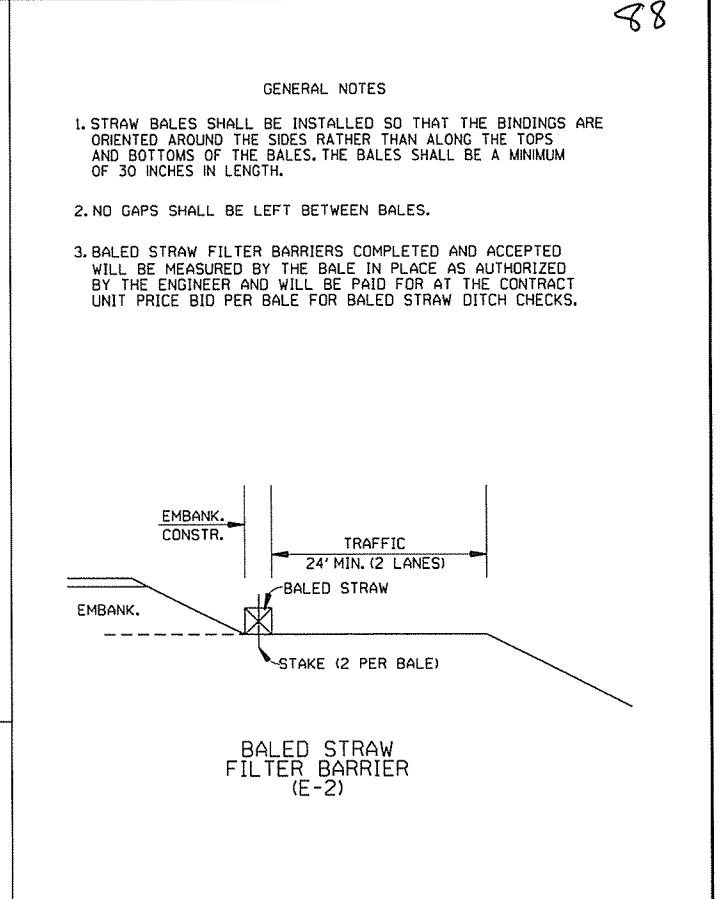 88
GENERAL NOTES
1. STRAW BALES SHALL BE INSTALLED SO THAT THE BINDINGS ARE
ORIENTED AROUND THE SIDES RATHER THAN ALONG THE TOPS
AND BOTTOMS OF THE BALES. THE BALES SHALL BE A MINIMUM
OF 30 INCHES IN LENGTH.
2. NO GAPS SHALL BE LEFT BETWEEN BALES.
3. BALED STRAW FILTER BARRIERS COMPLETED AND ACCEPTED
WILL BE MEASURED BY THE BALE IN PLACE AS AUTHORIZED
BY THE ENGINEER AND WILL BE PAID FOR AT THE CONTRACT
UNIT PRICE BID PER BALE FOR BALED STRAW DITCH CHECKS.
EMBANK.
CONSTR.
TRAFFIC
24' MIN. (2 LANES)
BALED STRAW
EMBANK.
STAKE (2 PER BALE)
BALED STRAW
FILTER BARRIER
(E-2)